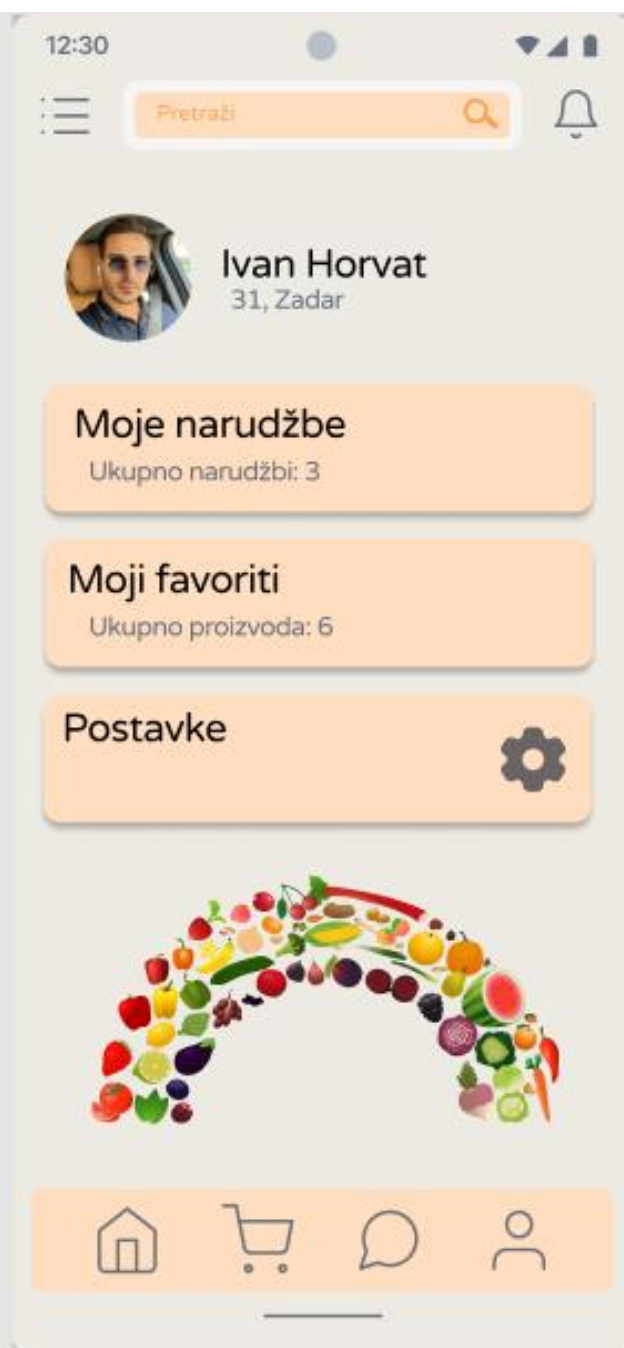 12:30
Pretraži
Ivan Horvat
31, Zadar
Moje narudžbe
Ukupno narudžbi: 3
Moji favoriti
Ukupno proizvoda: 6
Postavke